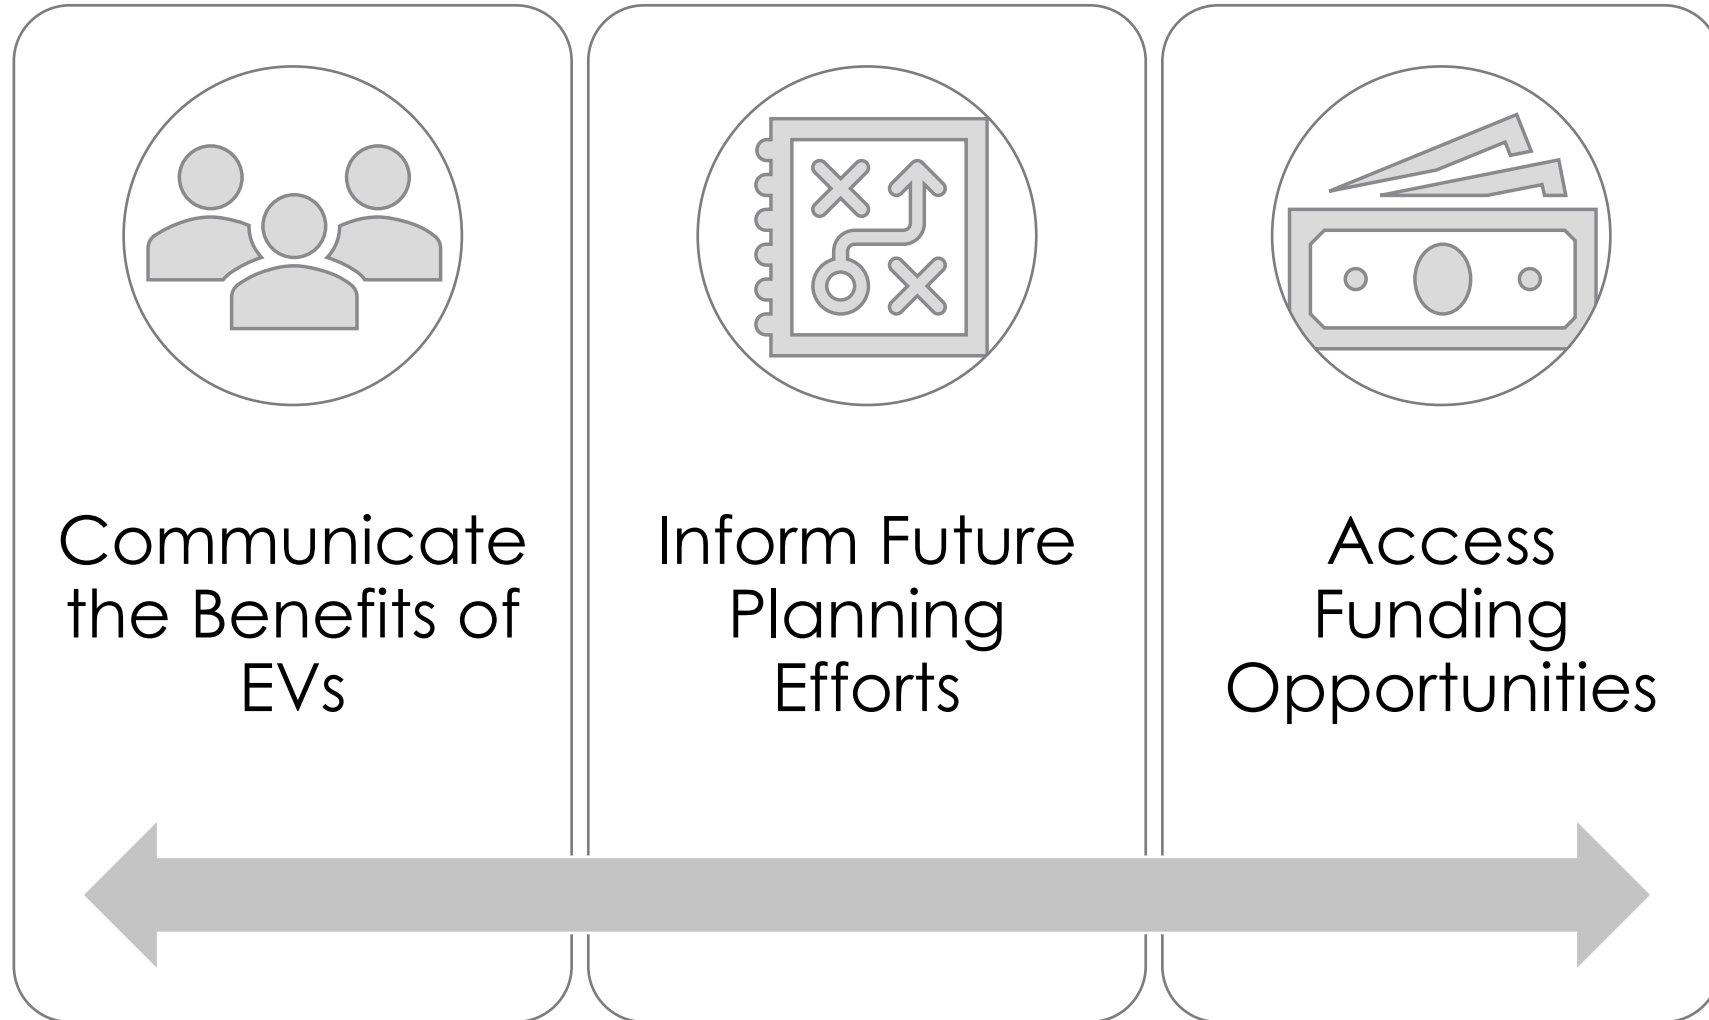 Communicate
the Benefits of
EVs
Inform Future
Planning
Efforts
Access
Funding
Opportunities